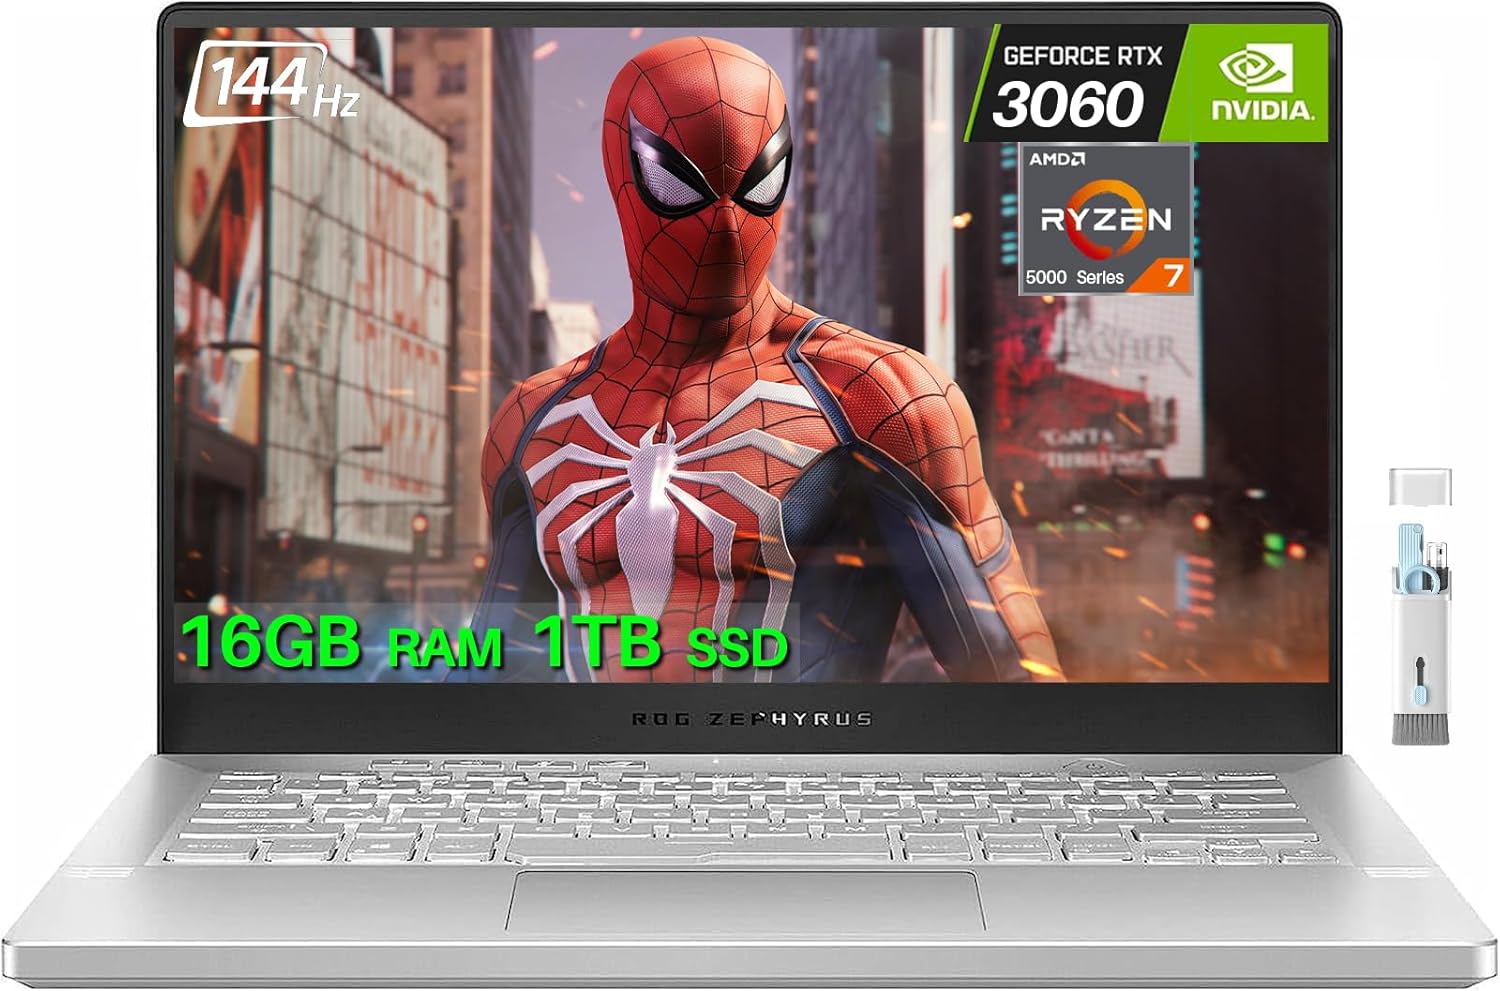 144Hz
GEFORCE RTX
3060
NVIDIA.
AMD
RYZEN
5000 Series 7
16GB RAM 1TB SSD
ROG ZEPHYRUS